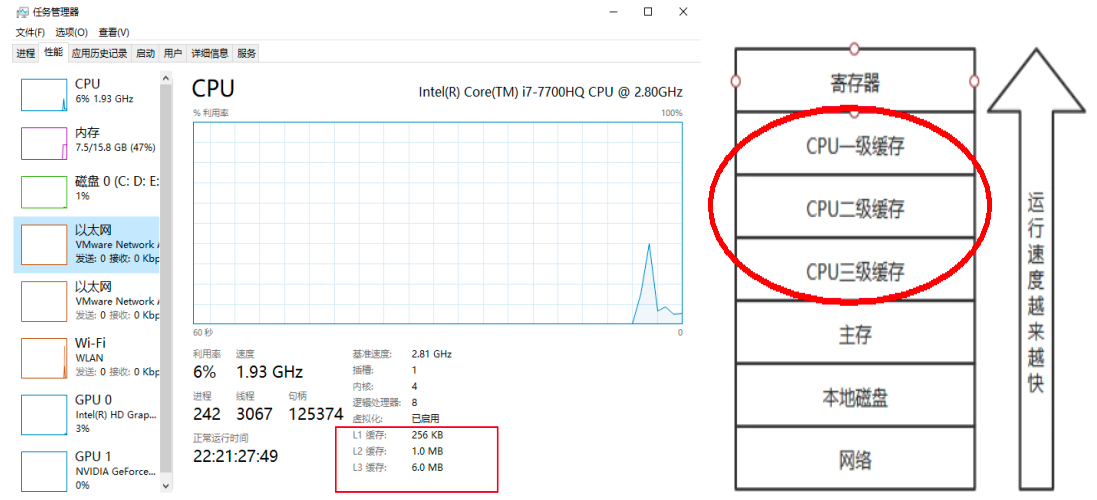 任务管理器
文件(F) 选项(O) 查看(V)
进程 性能 应用历史记录 启动 用户 详细信息 服务
CPU
6% 1.93 GHz
内存
7.5/15.8 GB (47%)
磁盘 0 (C: D: E:
1%
以太网
VMware Network A
发送: 0 接收: 0 Kbp
以太网
VMware Network A
发送: 0 接收: 0 Kbp
Wi-Fi
WLAN
发送: 0 接收: 0 Kbp
GPU 0
Intel(R) HD Grap...
3%
GPU 1
NVIDIA GeForce...
0%
CPU
Intel(R) Core(TM) i7-7700HQ CPU @ 2.80GHz
% 利用率 100%
60 秒 0
利用率 速度
6% 1.93 GHz
进程 线程 句柄
242 3067 125374
正常运行时间
22:21:27:49
基准速度: 2.81 GHz
插槽: 1
内核: 4
逻辑处理器: 8
虚拟化: 已启用
L1 缓存: 256 KB
L2 缓存: 1.0 MB
L3 缓存: 6.0 MB
寄存器
CPU一级缓存
CPU二级缓存
CPU三级缓存
主存
本地磁盘
网络
运行速度越来越快